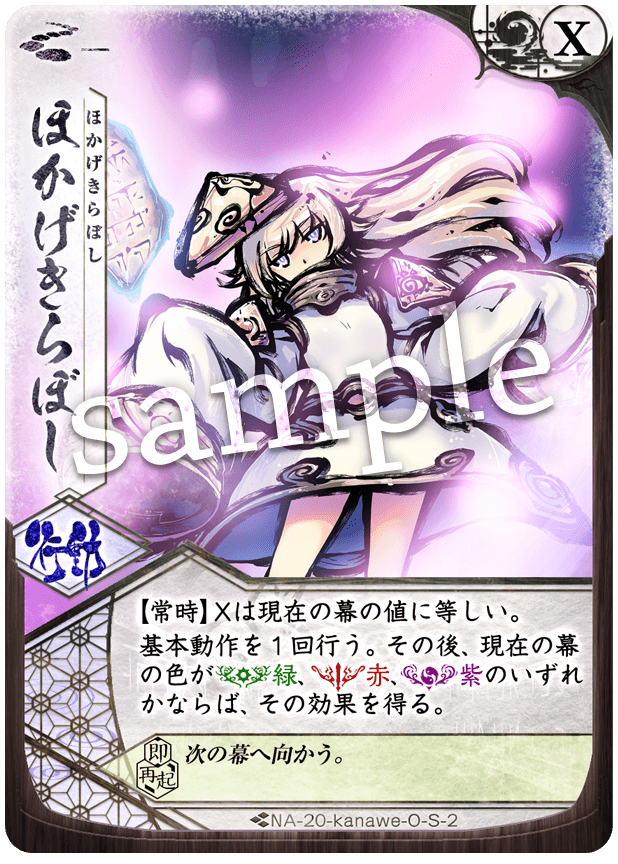 X
ほかげきらぼし
ほかげきらぼし
sample
行動
【常時】Xは現在の幕の値に等しい。
基本動作を1回行う。その後、現在の幕
の色が緑、赤、紫のいずれ
かならば、その効果を得る。
即
再起
次の幕へ向かう。
NA-20-kanawe-O-S-2